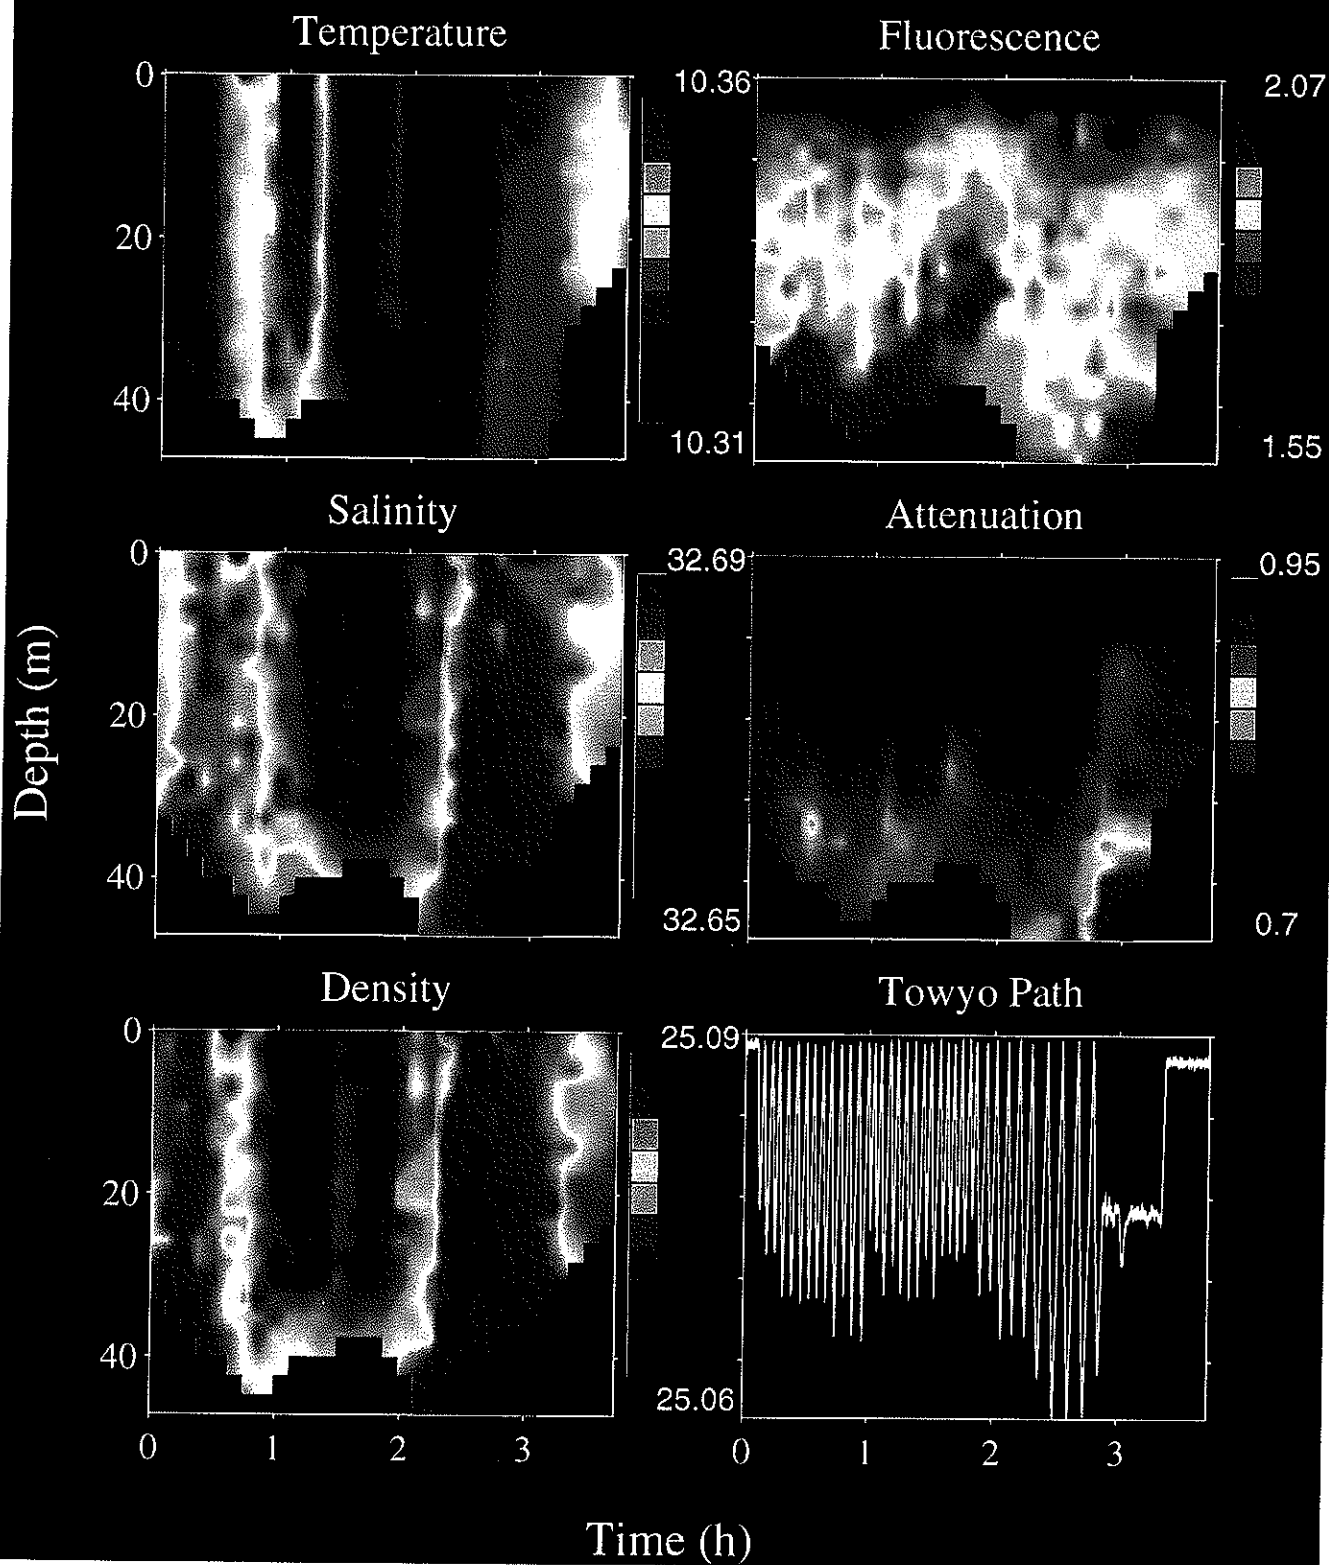 Temperature
Fluorescence
0
20
40
10.36
10.31
2.07
1.55
Salinity
Attenuation
0
20
40
32.69
32.65
0.95
0.7
Depth (m)
Density
Towyo Path
0
20
40
25.09
25.06
0 1 2 3
0 1 2 3
Time (h)